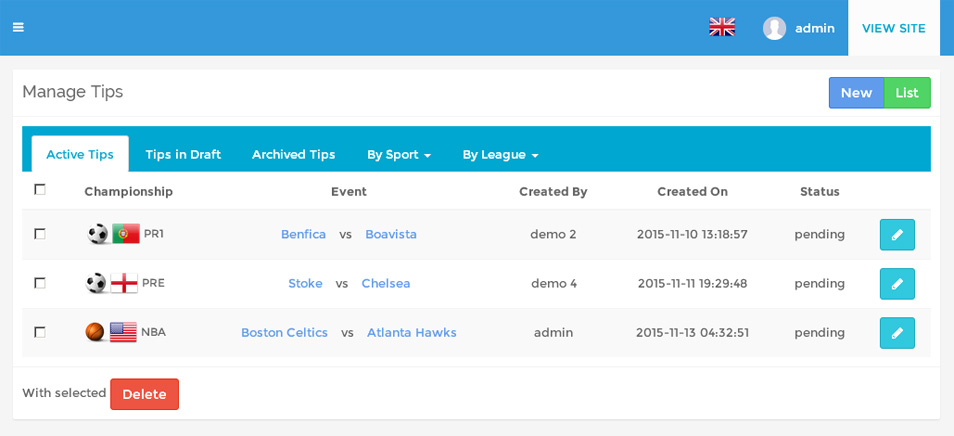 admin VIEW SITE
Manage Tips New List
Active Tips Tips in Draft Archived Tips By Sport By League
Championship Event Created By Created On Status
PR1 Benfica vs Boavista demo 2 2015-11-10 13:18:57 pending
PRE Stoke vs Chelsea demo 4 2015-11-11 19:29:48 pending
NBA Boston Celtics vs Atlanta Hawks admin 2015-11-13 04:32:51 pending
With selected Delete